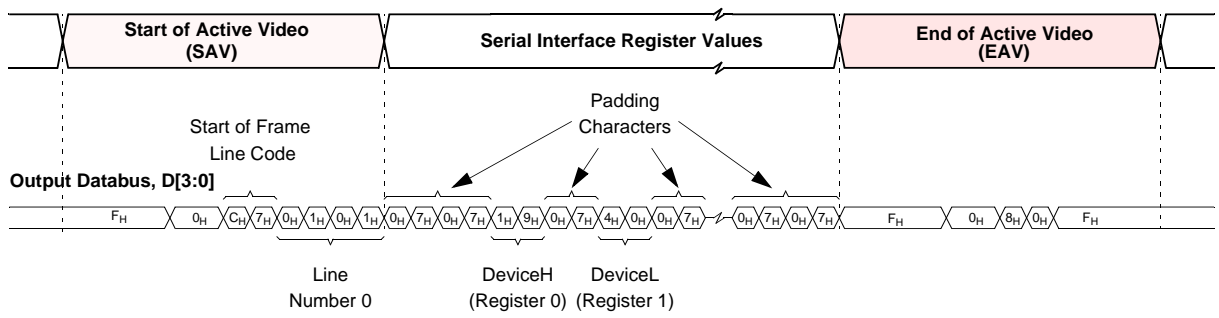 Start of Active Video
(SAV)
Serial Interface Register Values
End of Active Video
(EAV)
Padding
Characters
Start of Frame
Line Code
Output Databus, D[3:0]
FH 0H CH 7H 0H 1H 0H 1H 0H 7H 0H 7H 1H 9H 0H 7H 4H 0H 0H 7H 0H 7H 0H 7H FH 0H 8H 0H FH
Line
Number 0
DeviceH
(Register 0)
DeviceL
(Register 1)